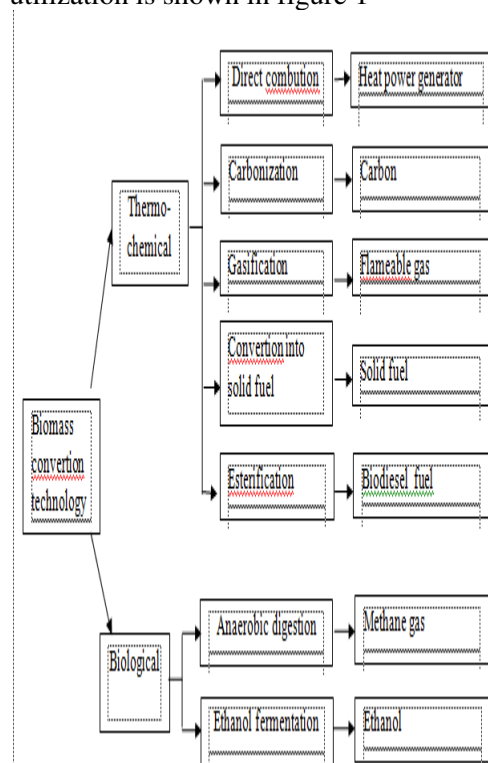 utilization is shown in figure 1
Direct combution
Heat power generator
Carbonization
Carbon
Thermo-
chemical
Gasification
Flameable gas
Convertion into
solid fuel
Solid fuel
Biomass
convertion
technology
Esterification
Biodiesel fuel
Anaerobic digestion
Methane gas
Biological
Ethanol fermentation
Ethanol